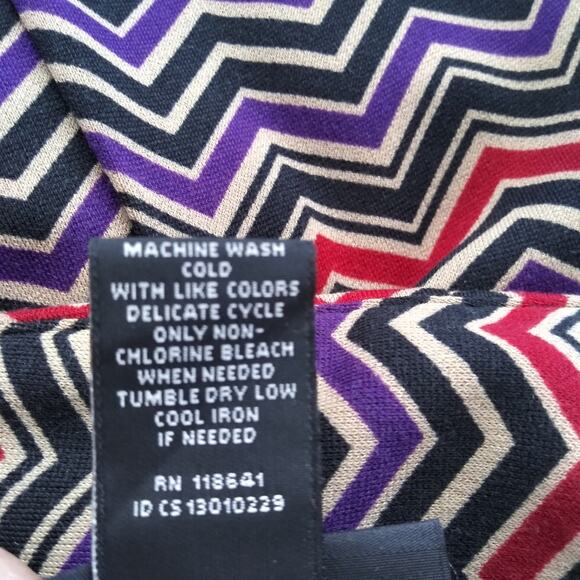 MACHINE WASH
COLD
WITH LIKE COLORS
DELICATE CYCLE
ONLY NON-
CHLORINE BLEACH
WHEN NEEDED
TUMBLE DRY LOW
COOL IRON
IF NEEDED
RN 118641
ID CS 13010229